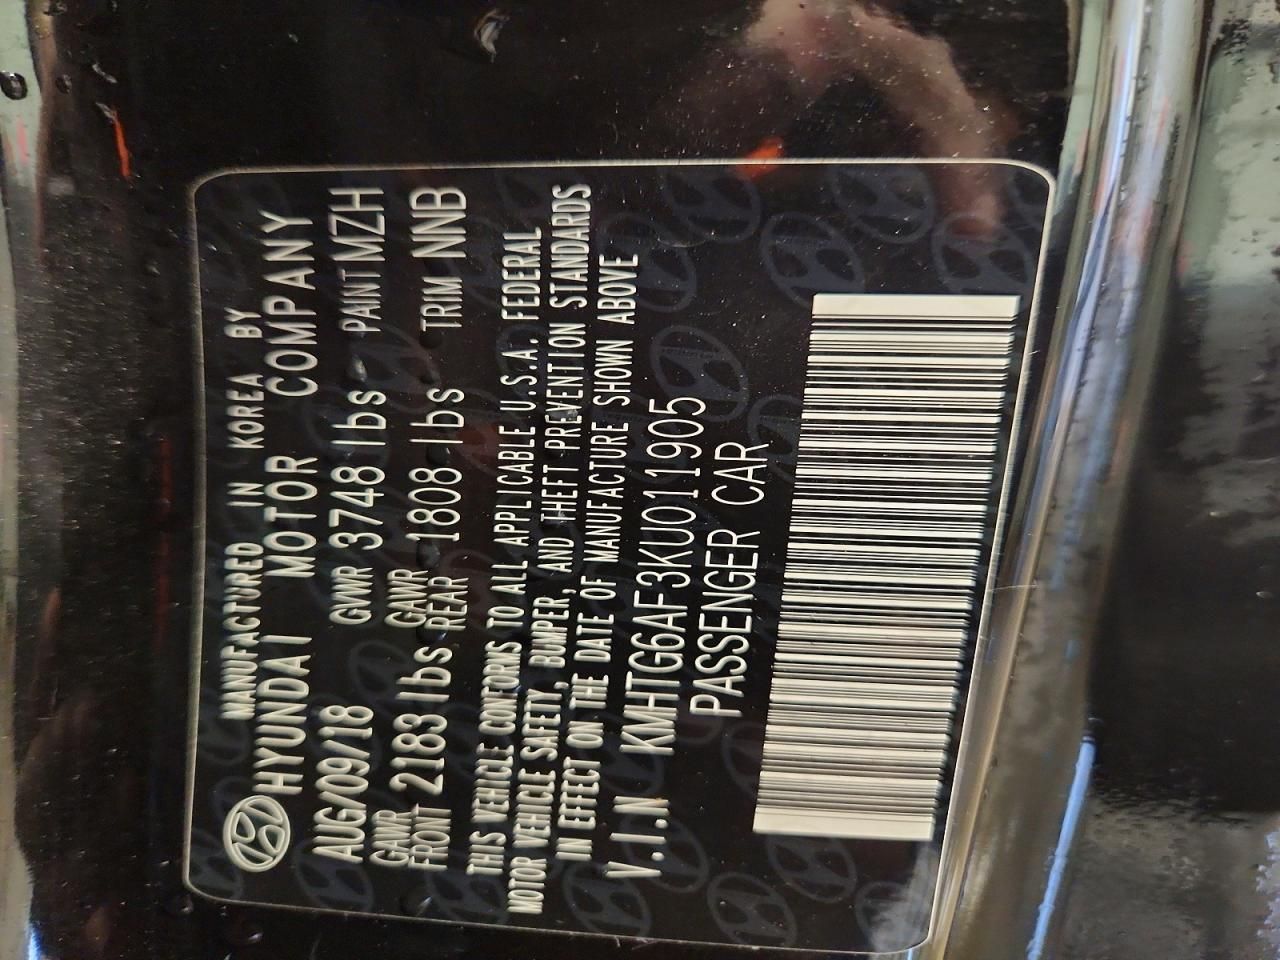 MANUFACTURED IN KOREA BY
HYUNDAI MOTOR COMPANY
AUG/09/18 GVWR 3748 lbs PAINT MZH
GAWR FRONT 2183 lbs GAWR REAR 1808 lbs TRIM NNB
THIS VEHICLE CONFORMS TO ALL APPLICABLE U.S.A. FEDERAL
MOTOR VEHICLE SAFETY, BUMPER, AND THEFT PREVENTION STANDARDS
IN EFFECT ON THE DATE OF MANUFACTURE SHOWN ABOVE
V.I.N KMHTG6AF3KU011905
PASSENGER CAR